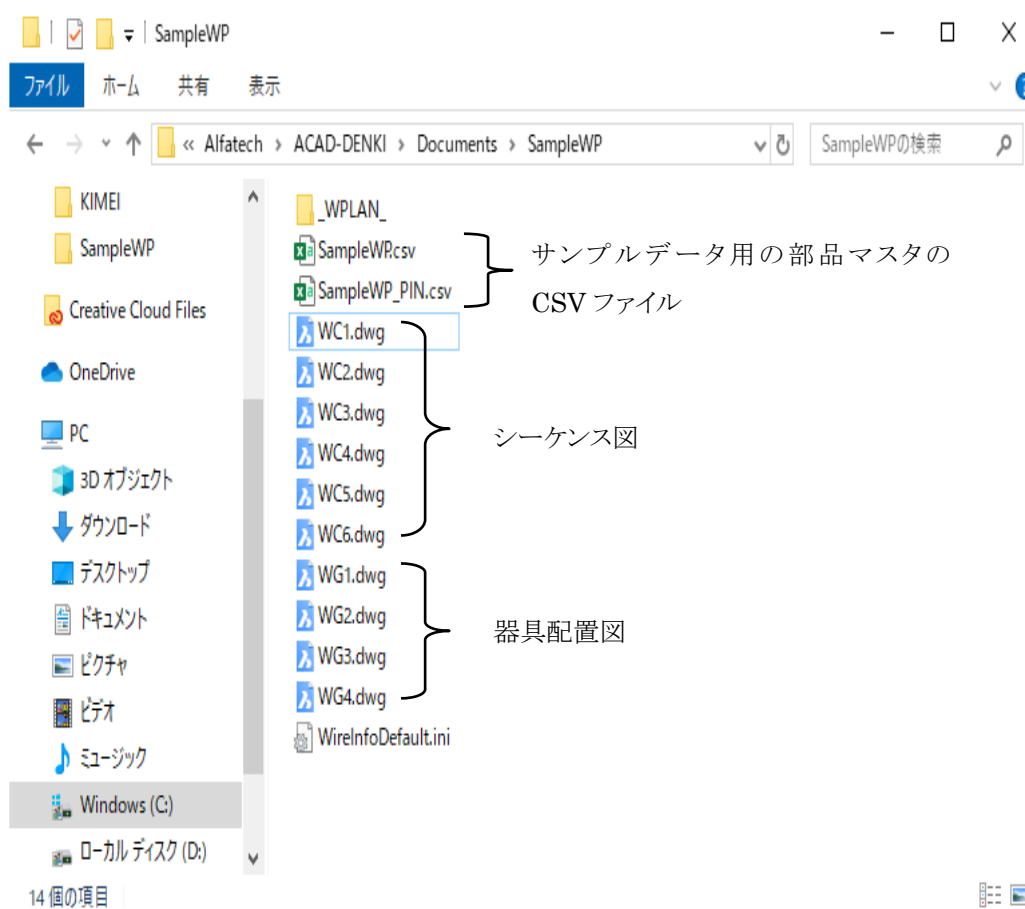 SampleWP
ファイル ホーム 共有 表示
« Alfatech › ACAD-DENKI › Documents › SampleWP
SampleWPの検索
KIMEI
SampleWP
Creative Cloud Files
OneDrive
PC
3D オブジェクト
ダウンロード
デスクトップ
ドキュメント
ピクチャ
ビデオ
ミュージック
Windows (C:)
ローカル ディスク (D:)
_WPLAN_
SampleWP.csv
SampleWP_PIN.csv
WC1.dwg
WC2.dwg
WC3.dwg
WC4.dwg
WC5.dwg
WC6.dwg
WG1.dwg
WG2.dwg
WG3.dwg
WG4.dwg
WireInfoDefault.ini
サンプルデータ用の部品マスタの
CSV ファイル
シーケンス図
器具配置図
14 個の項目